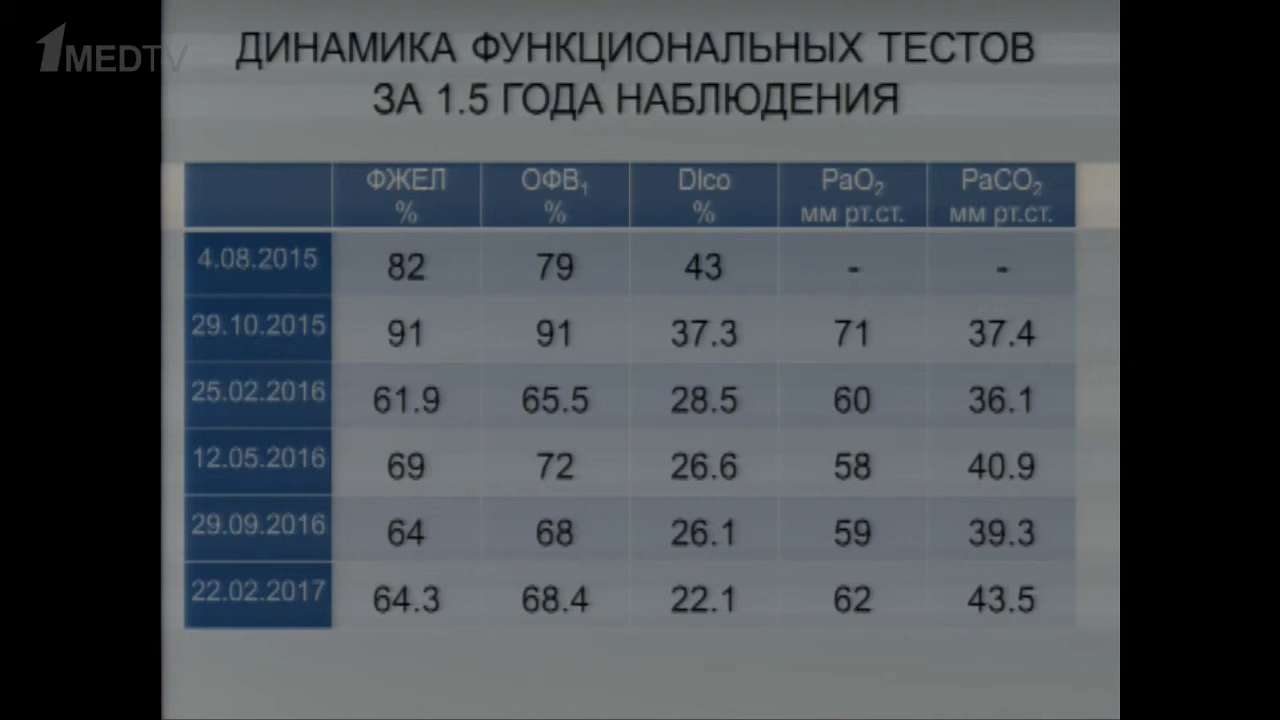 1MEDTV
ДИНАМИКА ФУНКЦИОНАЛЬНЫХ ТЕСТОВ
ЗА 1.5 ГОДА НАБЛЮДЕНИЯ
ФЖЕЛ % ОФВ1 % Dlco % PaO2 мм рт.ст. PaCO2 мм рт.ст.
4.08.2015 82 79 43 - -
29.10.2015 91 91 37.3 71 37.4
25.02.2016 61.9 65.5 28.5 60 36.1
12.05.2016 69 72 26.6 58 40.9
29.09.2016 64 68 26.1 59 39.3
22.02.2017 64.3 68.4 22.1 62 43.5